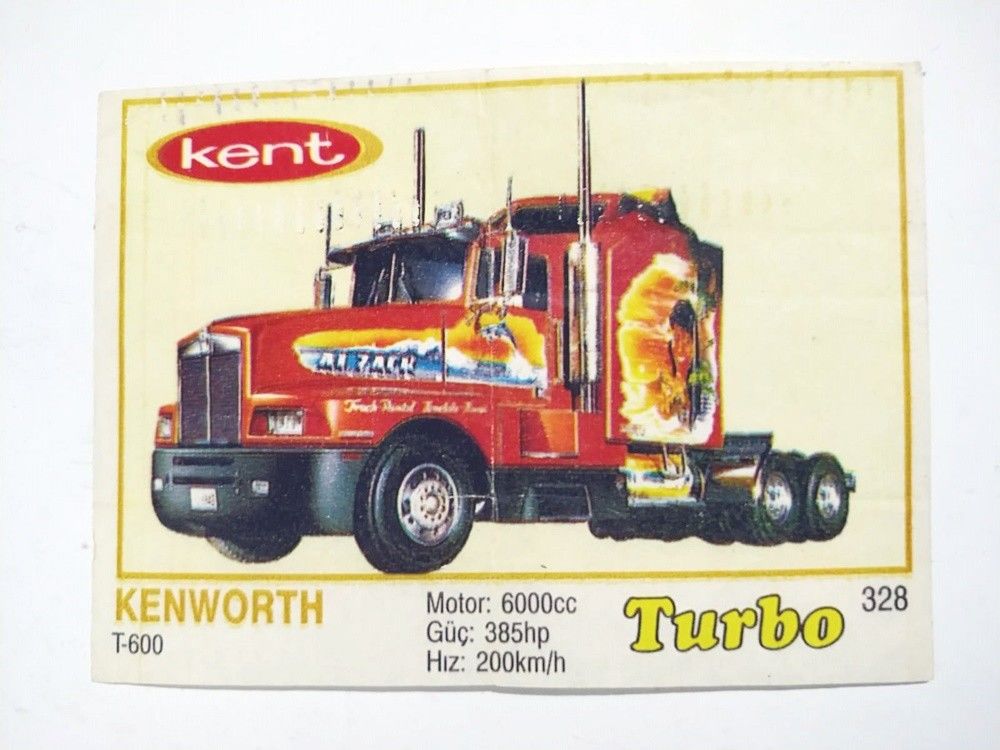 kent
KENWORTH
T-600
Motor: 6000cc
Güç: 385hp
Hız: 200km/h
Turbo
328